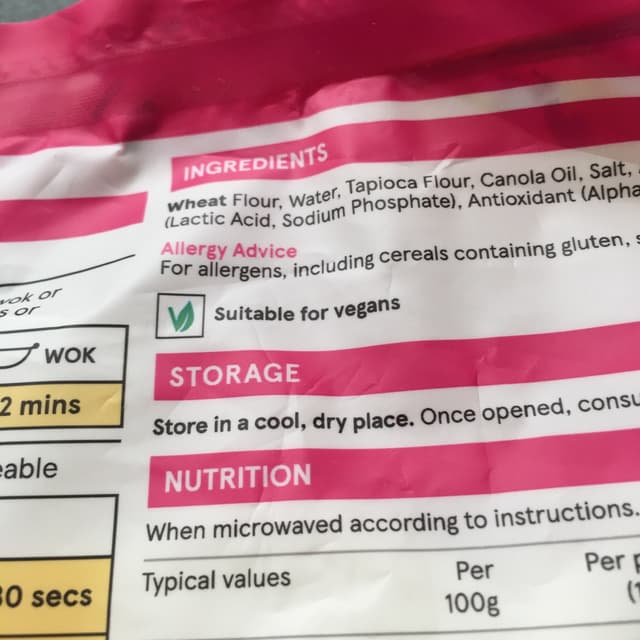 INGREDIENTS
Wheat Flour, Water, Tapioca Flour, Canola Oil, Salt,
(Lactic Acid, Sodium Phosphate), Antioxidant (Alpha
Allergy Advice
For allergens, including cereals containing gluten,
wok or
s or
Suitable for vegans
WOK
STORAGE
2 mins
Store in a cool, dry place. Once opened, consu
eable
NUTRITION
When microwaved according to instructions.
30 secs
Typical values
Per
100g
Per